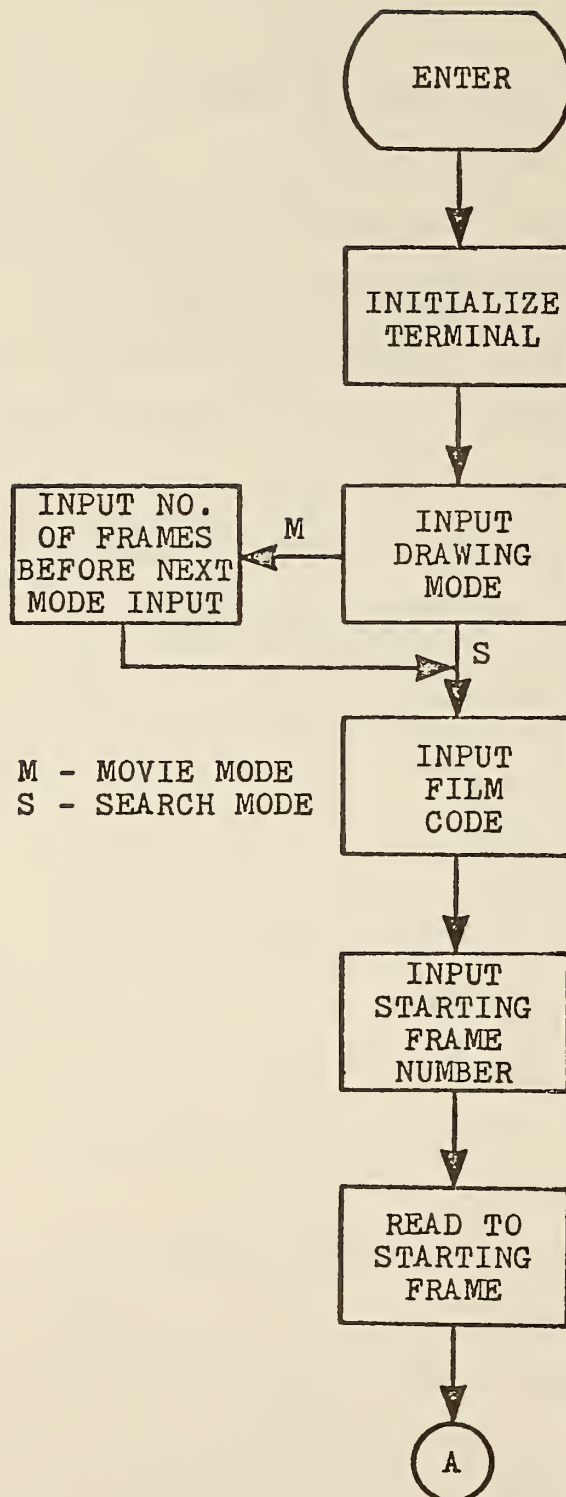 ENTER
INITIALIZE
TERMINAL
INPUT NO.
OF FRAMES
BEFORE NEXT
MODE INPUT
M
INPUT
DRAWING
MODE
S
M - MOVIE MODE
S - SEARCH MODE
INPUT
FILM
CODE
INPUT
STARTING
FRAME
NUMBER
READ TO
STARTING
FRAME
A